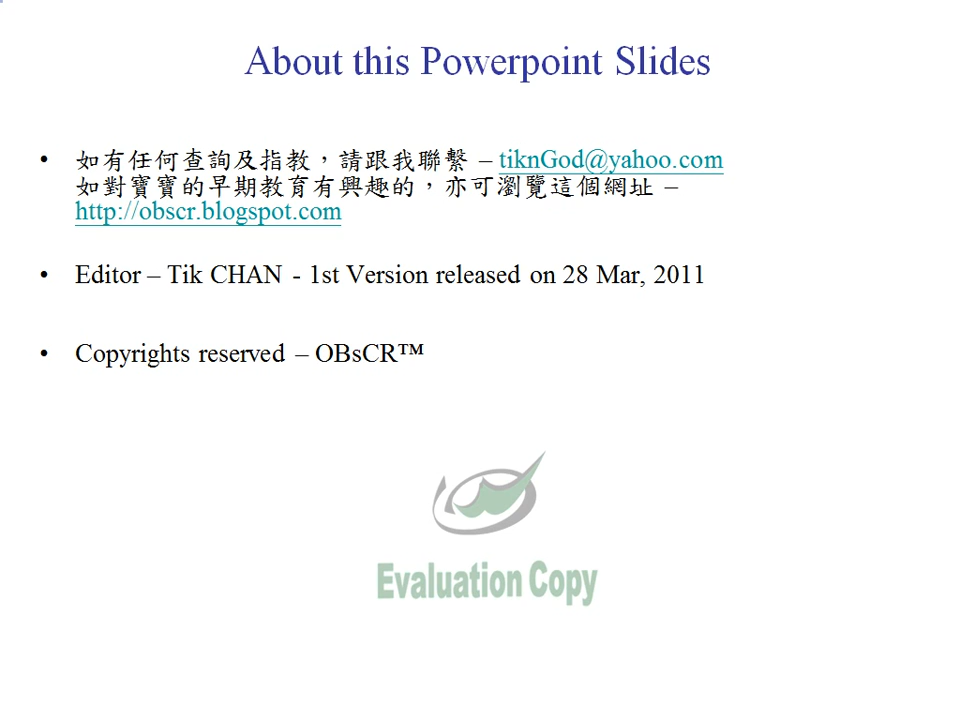 About this Powerpoint Slides
• 如有任何查詢及指教，請跟我聯繫 – tiknGod@yahoo.com
如對寶寶的早期教育有興趣的，亦可瀏覽這個網址 –
http://obscr.blogspot.com
• Editor – Tik CHAN - 1st Version released on 28 Mar, 2011
• Copyrights reserved – OBsCR™
Evaluation Copy